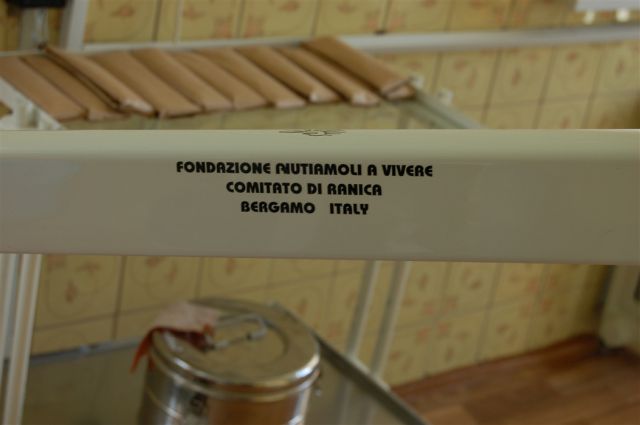 FONDAZIONE AIUTIAMOLI A VIVERE
COMITATO DI RANICA
BERGAMO ITALY